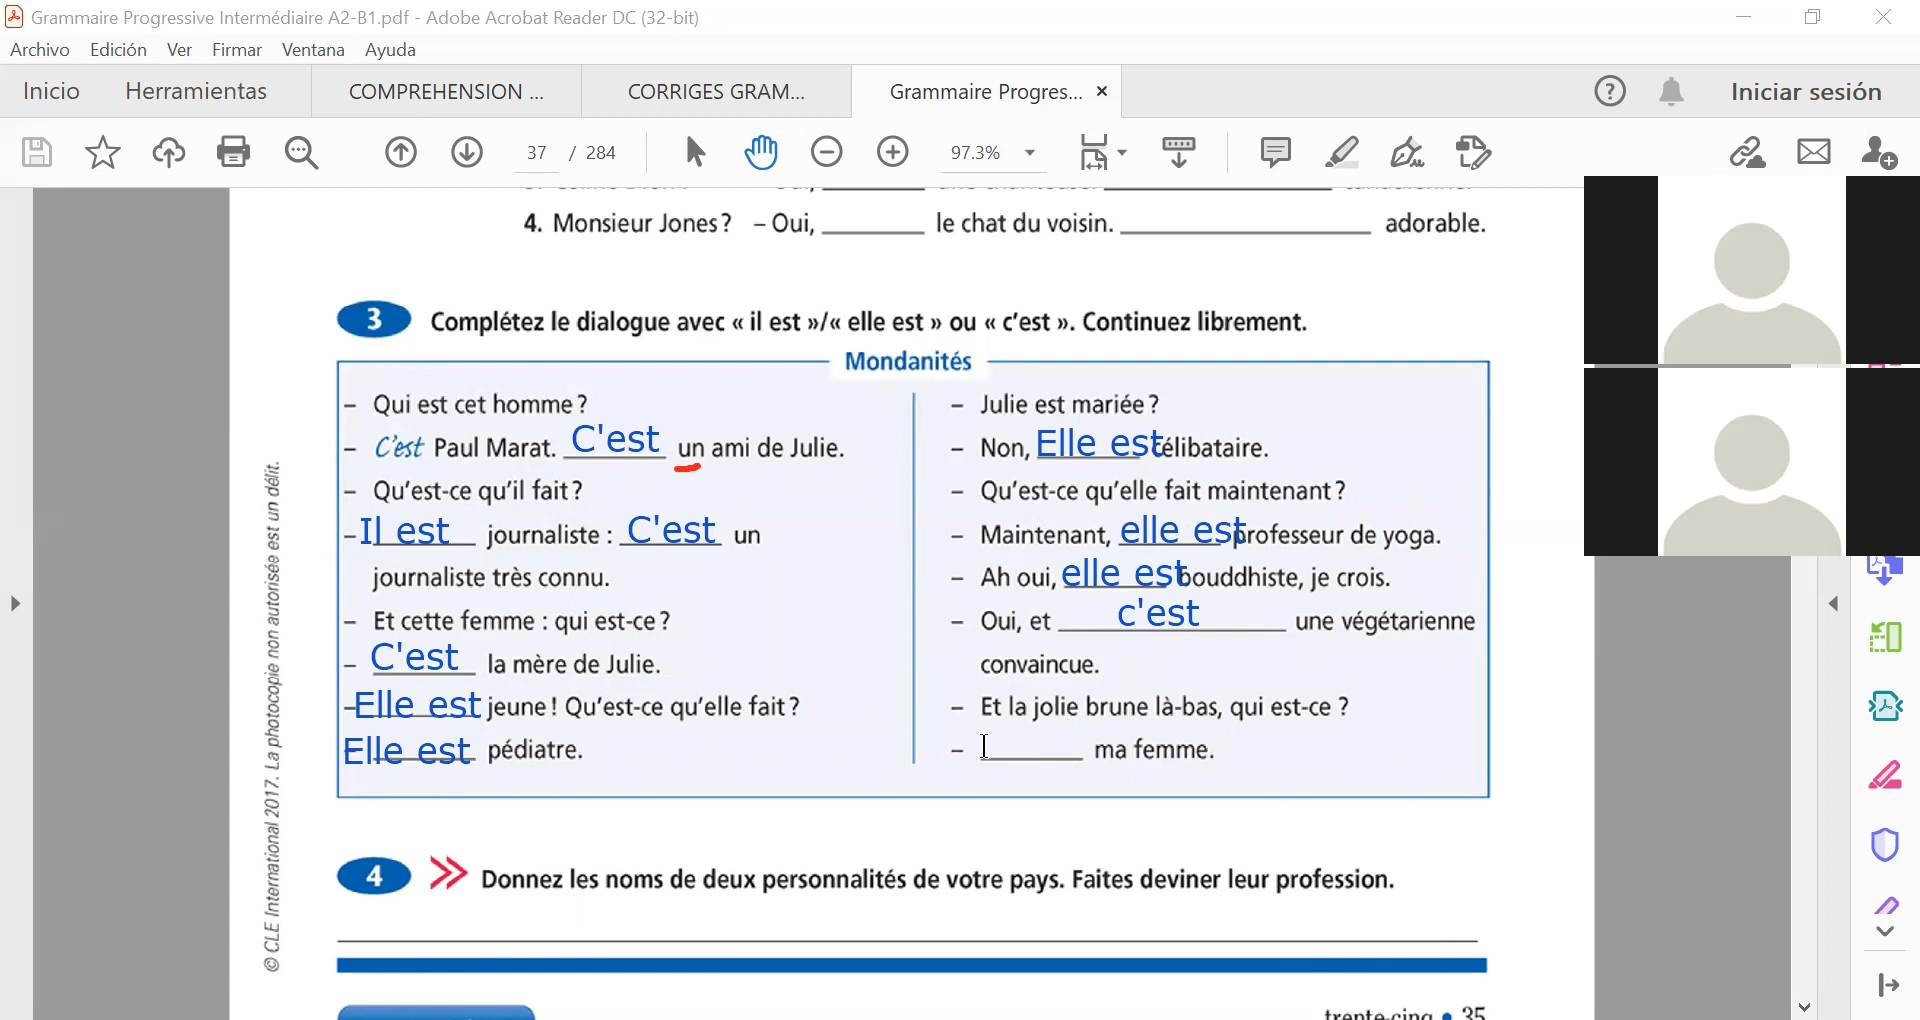 Grammaire Progressive Intermédiaire A2-B1.pdf - Adobe Acrobat Reader DC (32-bit)
Archivo Edición Ver Firmar Ventana Ayuda
Inicio Herramientas COMPREHENSION ... CORRIGES GRAM... Grammaire Progres... × Iniciar sesión
37 / 284 97.3%
4. Monsieur Jones ? – Oui, ________ le chat du voisin. ____________________ adorable.
3 Complétez le dialogue avec « il est »/« elle est » ou « c'est ». Continuez librement.
Mondanités
– Qui est cet homme ?
– C'est Paul Marat. C'est un ami de Julie.
– Qu'est-ce qu'il fait ?
– Il est journaliste : C'est un
journaliste très connu.
– Et cette femme : qui est-ce ?
– C'est la mère de Julie.
– Elle est jeune ! Qu'est-ce qu'elle fait ?
– Elle est pédiatre.
– Julie est mariée ?
– Non, Elle est célibataire.
– Qu'est-ce qu'elle fait maintenant ?
– Maintenant, elle est professeur de yoga.
– Ah oui, elle est bouddhiste, je crois.
– Oui, et c'est une végétarienne
convaincue.
– Et la jolie brune là-bas, qui est-ce ?
– ________ ma femme.
4 Donnez les noms de deux personnalités de votre pays. Faites deviner leur profession.
© CLE International 2017. La photocopie non autorisée est un délit.
trente-cinq • 35